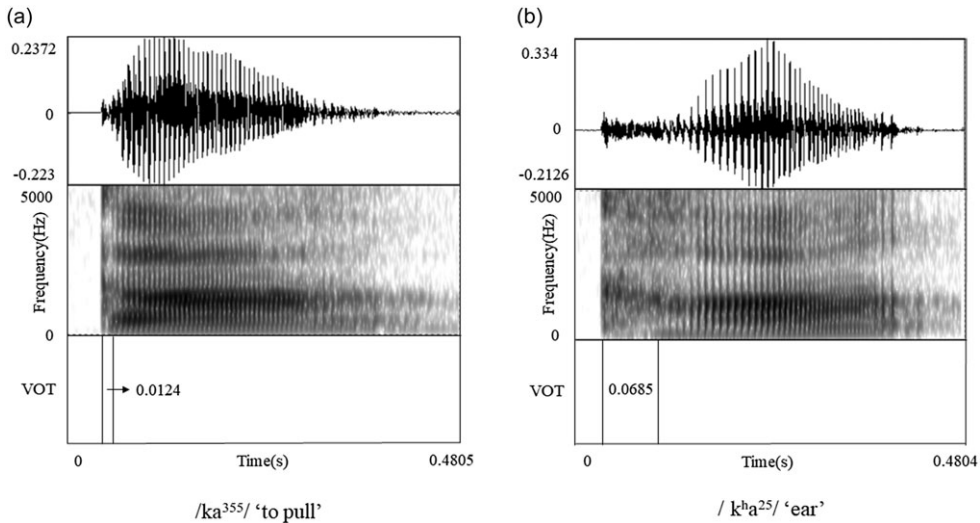 (a)
0.2372
0
-0.223
5000
Frequency(Hz)
0
VOT
0.0124
0
Time(s)
0.4805
/ka³⁵⁵/ ‘to pull’
(b)
0.334
0
-0.2126
5000
Frequency(Hz)
0
VOT
0.0685
0
Time(s)
0.4804
/ kʰa²⁵/ ‘ear’